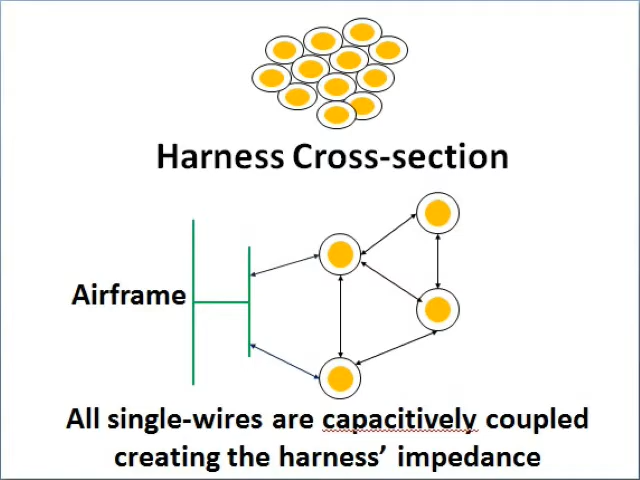 Harness Cross-section
Airframe
All single-wires are capacitively coupled
creating the harness’ impedance